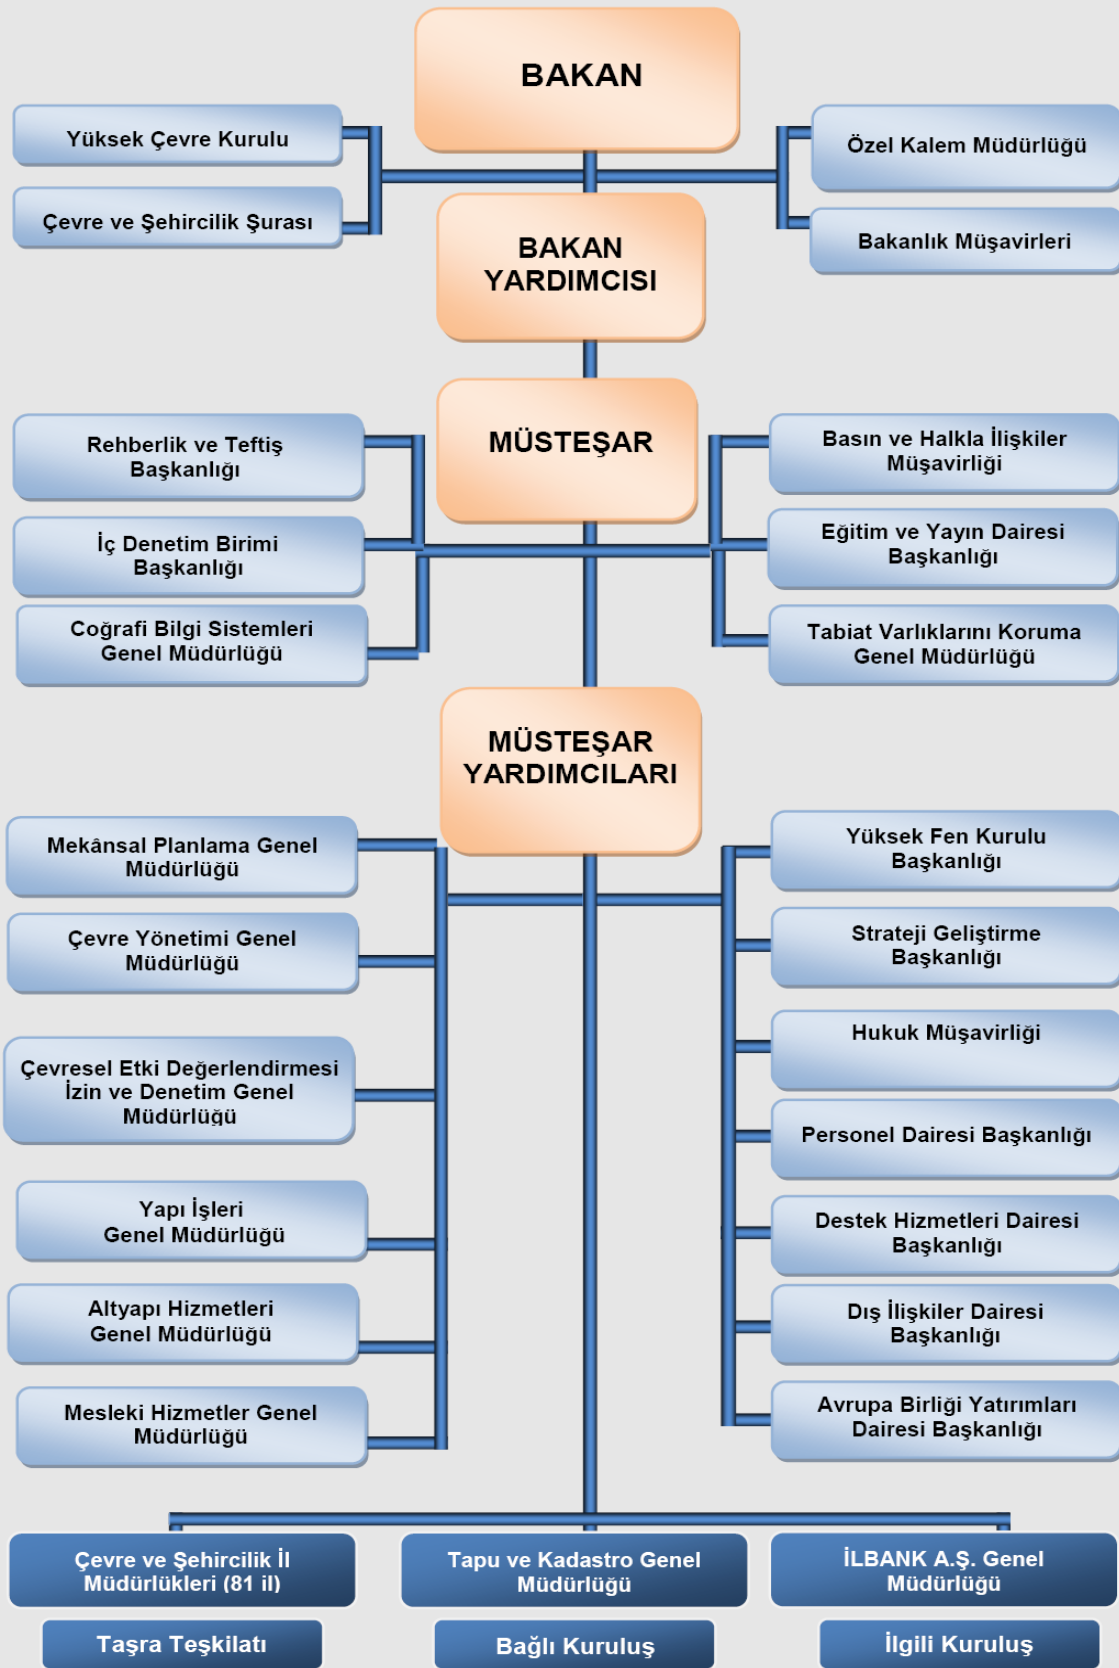 BAKAN
Yüksek Çevre Kurulu
Çevre ve Şehircilik Şurası
Özel Kalem Müdürlüğü
Bakanlık Müşavirleri
BAKAN
YARDIMCISI
MÜSTEŞAR
Rehberlik ve Teftiş
Başkanlığı
İç Denetim Birimi
Başkanlığı
Coğrafi Bilgi Sistemleri
Genel Müdürlüğü
Basın ve Halkla İlişkiler
Müşavirliği
Eğitim ve Yayın Dairesi
Başkanlığı
Tabiat Varlıklarını Koruma
Genel Müdürlüğü
MÜSTEŞAR
YARDIMCILARI
Mekânsal Planlama Genel
Müdürlüğü
Çevre Yönetimi Genel
Müdürlüğü
Çevresel Etki Değerlendirmesi
İzin ve Denetim Genel
Müdürlüğü
Yapı İşleri
Genel Müdürlüğü
Altyapı Hizmetleri
Genel Müdürlüğü
Mesleki Hizmetler Genel
Müdürlüğü
Yüksek Fen Kurulu
Başkanlığı
Strateji Geliştirme
Başkanlığı
Hukuk Müşavirliği
Personel Dairesi Başkanlığı
Destek Hizmetleri Dairesi
Başkanlığı
Dış İlişkiler Dairesi
Başkanlığı
Avrupa Birliği Yatırımları
Dairesi Başkanlığı
Çevre ve Şehircilik İl
Müdürlükleri (81 il)
Tapu ve Kadastro Genel
Müdürlüğü
İLBANK A.Ş. Genel
Müdürlüğü
Taşra Teşkilatı
Bağlı Kuruluş
İlgili Kuruluş